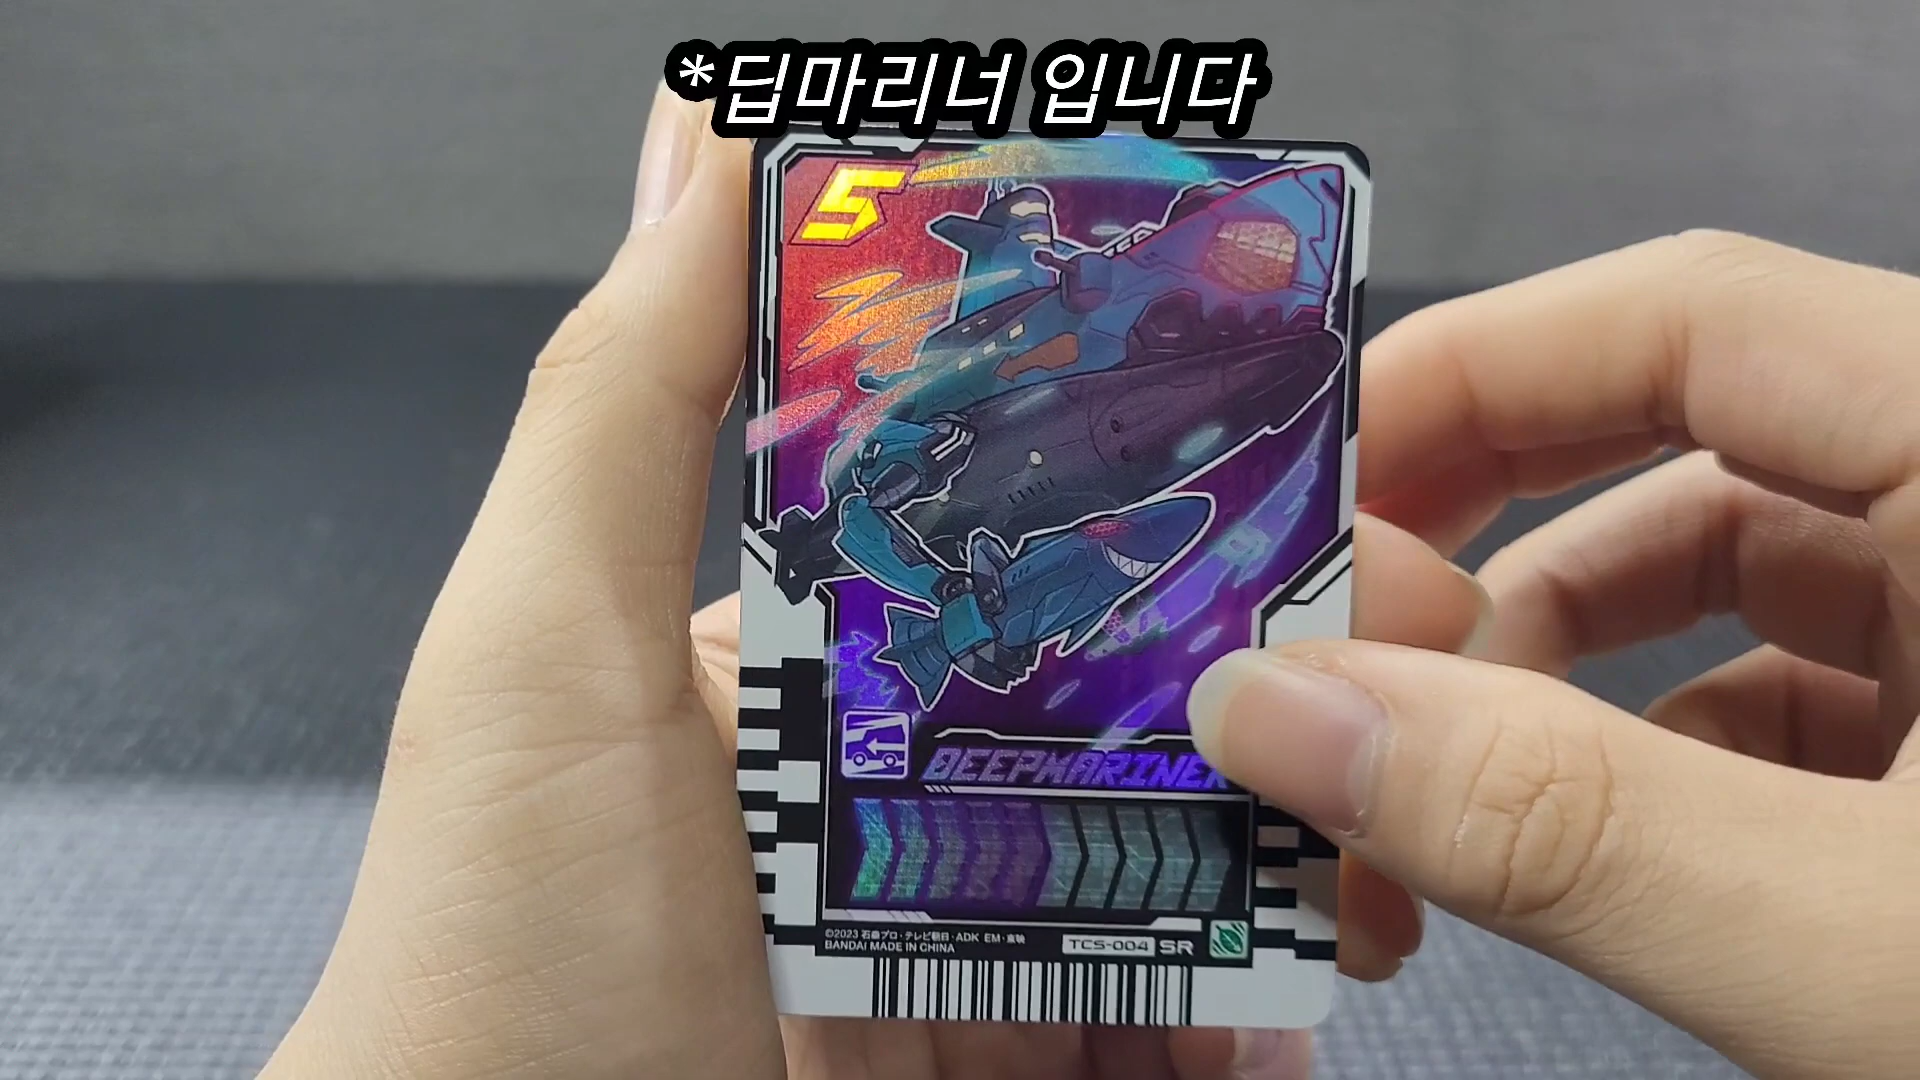 *딥마리너 입니다
5
DEEPMARINER
©2023 石森プロ・テレビ朝日・ADK EM・東映
BANDAI MADE IN CHINA
TCS-004 SR